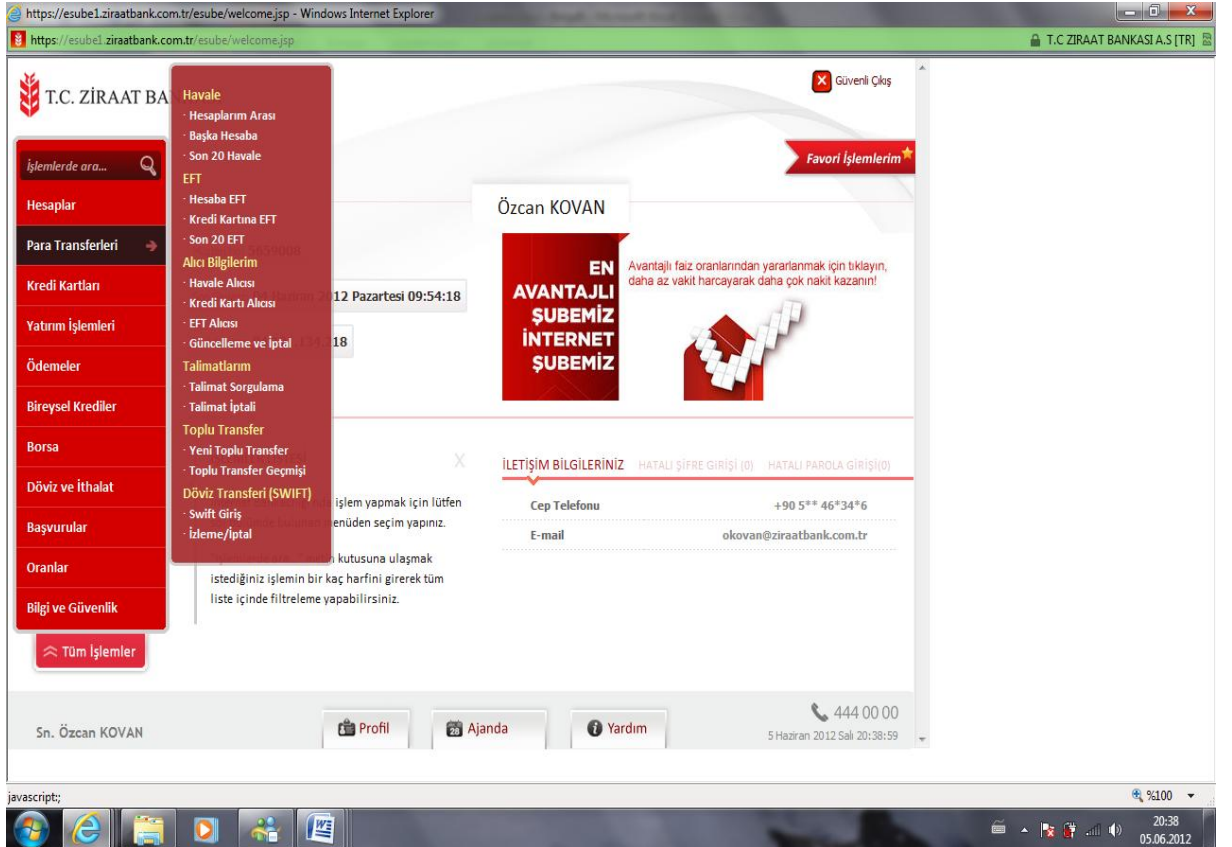 https://esube1.ziraatbank.com.tr/esube/welcome.jsp - Windows Internet Explorer
https://esube1.ziraatbank.com.tr/esube/welcome.jsp
T.C ZIRAAT BANKASI A.S [TR]
T.C. ZİRAAT BA
Güvenli Çıkış
Favori İşlemlerim
işlemlerde ara...
Hesaplar
Para Transferleri
Kredi Kartları
Yatırım İşlemleri
Ödemeler
Bireysel Krediler
Borsa
Döviz ve İthalat
Başvurular
Oranlar
Bilgi ve Güvenlik
Tüm İşlemler
Havale
· Hesaplarım Arası
· Başka Hesaba
· Son 20 Havale
EFT
· Hesaba EFT
· Kredi Kartına EFT
· Son 20 EFT
Alıcı Bilgilerim
· Havale Alıcısı
· Kredi Kartı Alıcısı
· EFT Alıcısı
· Güncelleme ve İptal
Talimatlarım
· Talimat Sorgulama
· Talimat İptali
Toplu Transfer
· Yeni Toplu Transfer
· Toplu Transfer Geçmişi
Döviz Transferi (SWIFT)
· Swift Giriş
· İzleme/İptal
Özcan KOVAN
2012 Pazartesi 09:54:18
218
EN
AVANTAJLI
ŞUBEMİZ
İNTERNET
ŞUBEMİZ
Avantajlı faiz oranlarından yararlanmak için tıklayın,
daha az vakit harcayarak daha çok nakit kazanın!
X
işlem yapmak için lütfen
menüden seçim yapınız.
kutusuna ulaşmak
istediğiniz işlemin bir kaç harfini girerek tüm
liste içinde filtreleme yapabilirsiniz.
İLETİŞİM BİLGİLERİNİZ HATALI ŞİFRE GİRİŞİ (0) HATALI PAROLA GİRİŞİ(0)
Cep Telefonu +90 5** 46*34*6
E-mail okovan@ziraatbank.com.tr
Sn. Özcan KOVAN
Profil
28 Ajanda
Yardım
444 00 00
5 Haziran 2012 Salı 20:38:59
javascript:;
%100
20:38
05.06.2012